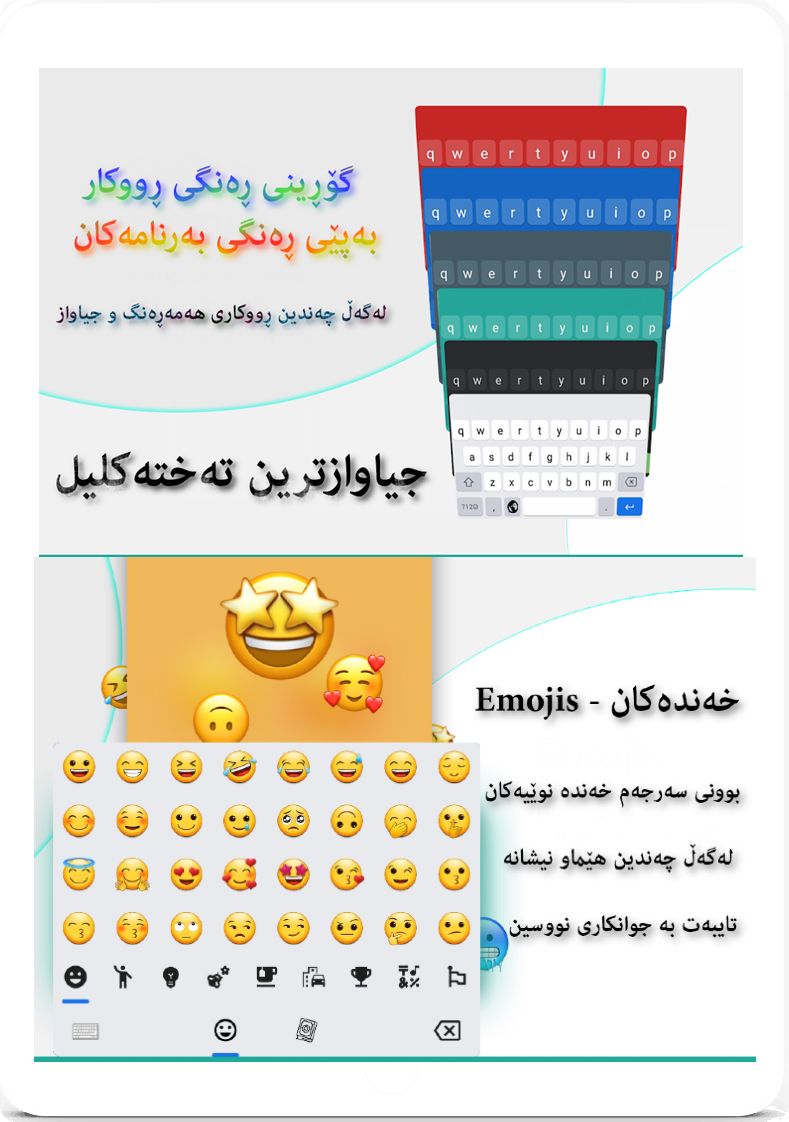 گۆڕینی ڕەنگی ڕووکار
بەپێی ڕەنگی بەرنامەکان
لەگەڵ چەندین ڕووکاری هەمەڕەنگ و جیاواز
جیاوازترین تەختەکلیل
q w e r t y u i o p
q w e r t y u i o p
q w e r t y u i o p
q w e r t y u i o p
q w e r t y u i o p
q w e r t y u i o p
a s d f g h j k l
z x c v b n m
?123 , .
خەندەکان - Emojis
بوونی سەرجەم خەندە نوێیەکان
لەگەڵ چەندین هێماو نیشانە
تایبەت بە جوانکاری نووسین